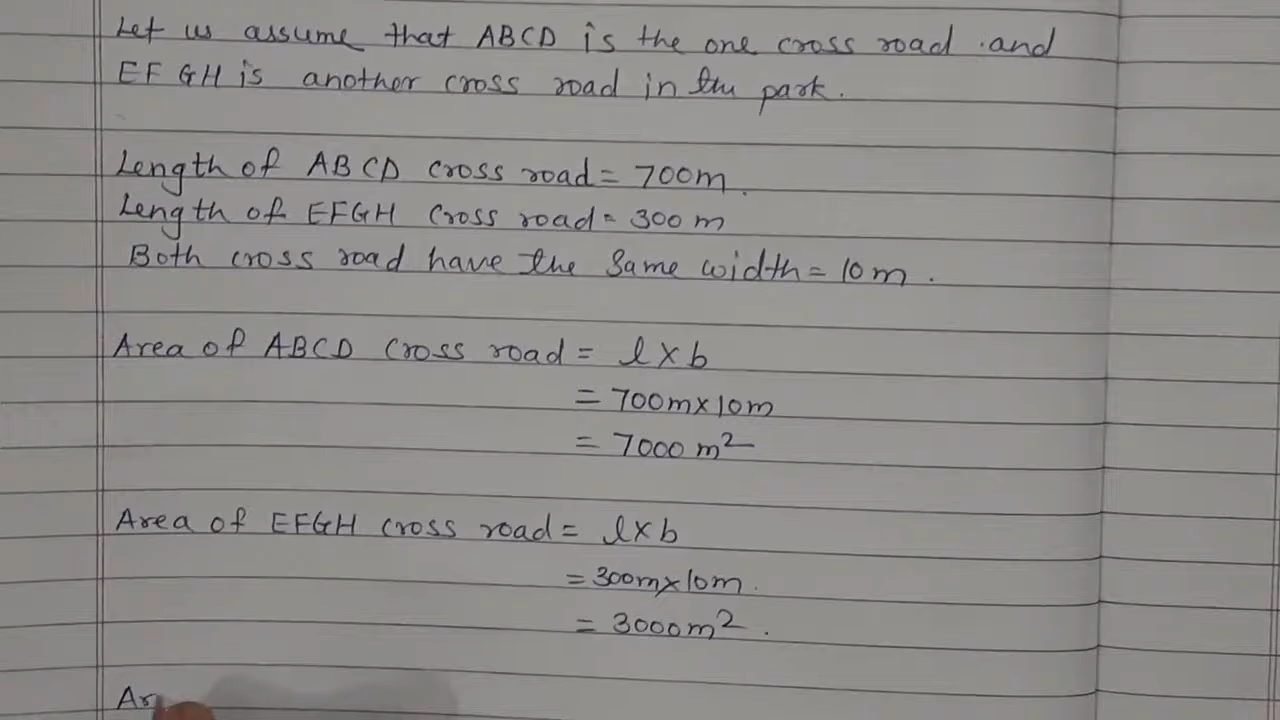 Let us assume that ABCD is the one cross road and
EFGH is another cross road in the park.
Length of ABCD cross road = 700m.
Length of EFGH cross road = 300 m
Both cross road have the same width = 10 m.
Area of ABCD cross road = l × b
= 700m × 10m
= 7000 m²
Area of EFGH cross road = l × b
= 300m × 10m.
= 3000m².
Ar